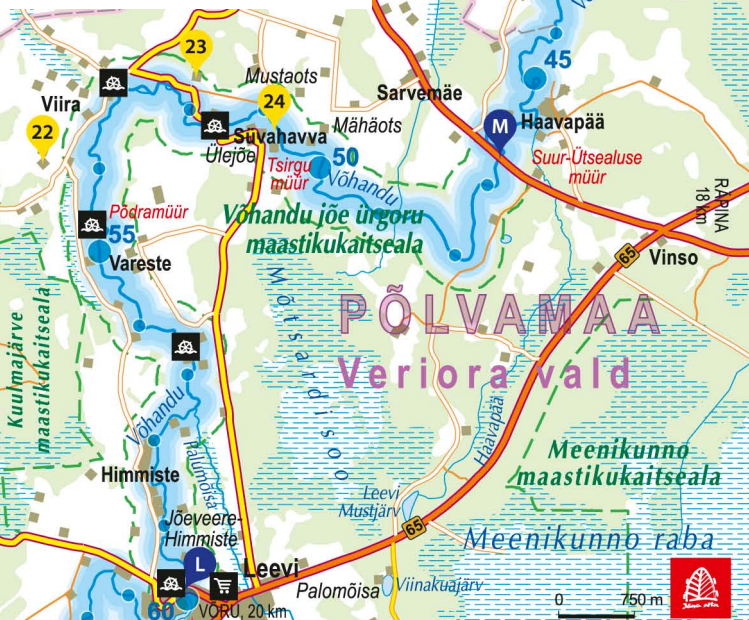 23
45
Mustaots
Sarvemäe
Viira
24
M
Haavapää
22
Suvahavva
Mähäots
Ülejõe
Tsirgu
müür
50
Võhandu
Suur-Ütsealuse
müür
RÄPINA
18 km
Põdramüür
Võhandu jõe ürgoru
maastikukaitseala
55
Vareste
65
Vinso
Kuulmajärve
maastikukaitseala
Mõtsardisoo
PÕLVAMAA
Veriora vald
Võhandu
Palumõisa
Haavapää
Meenikunno
maastikukaitseala
Himmiste
Leevi
Mustjärv
Jõeveere-
Himmiste
65
Meenikunno raba
L
Leevi
Palomõisa
Viinakuajärv
60
VÕRU, 20 km
0
750 m